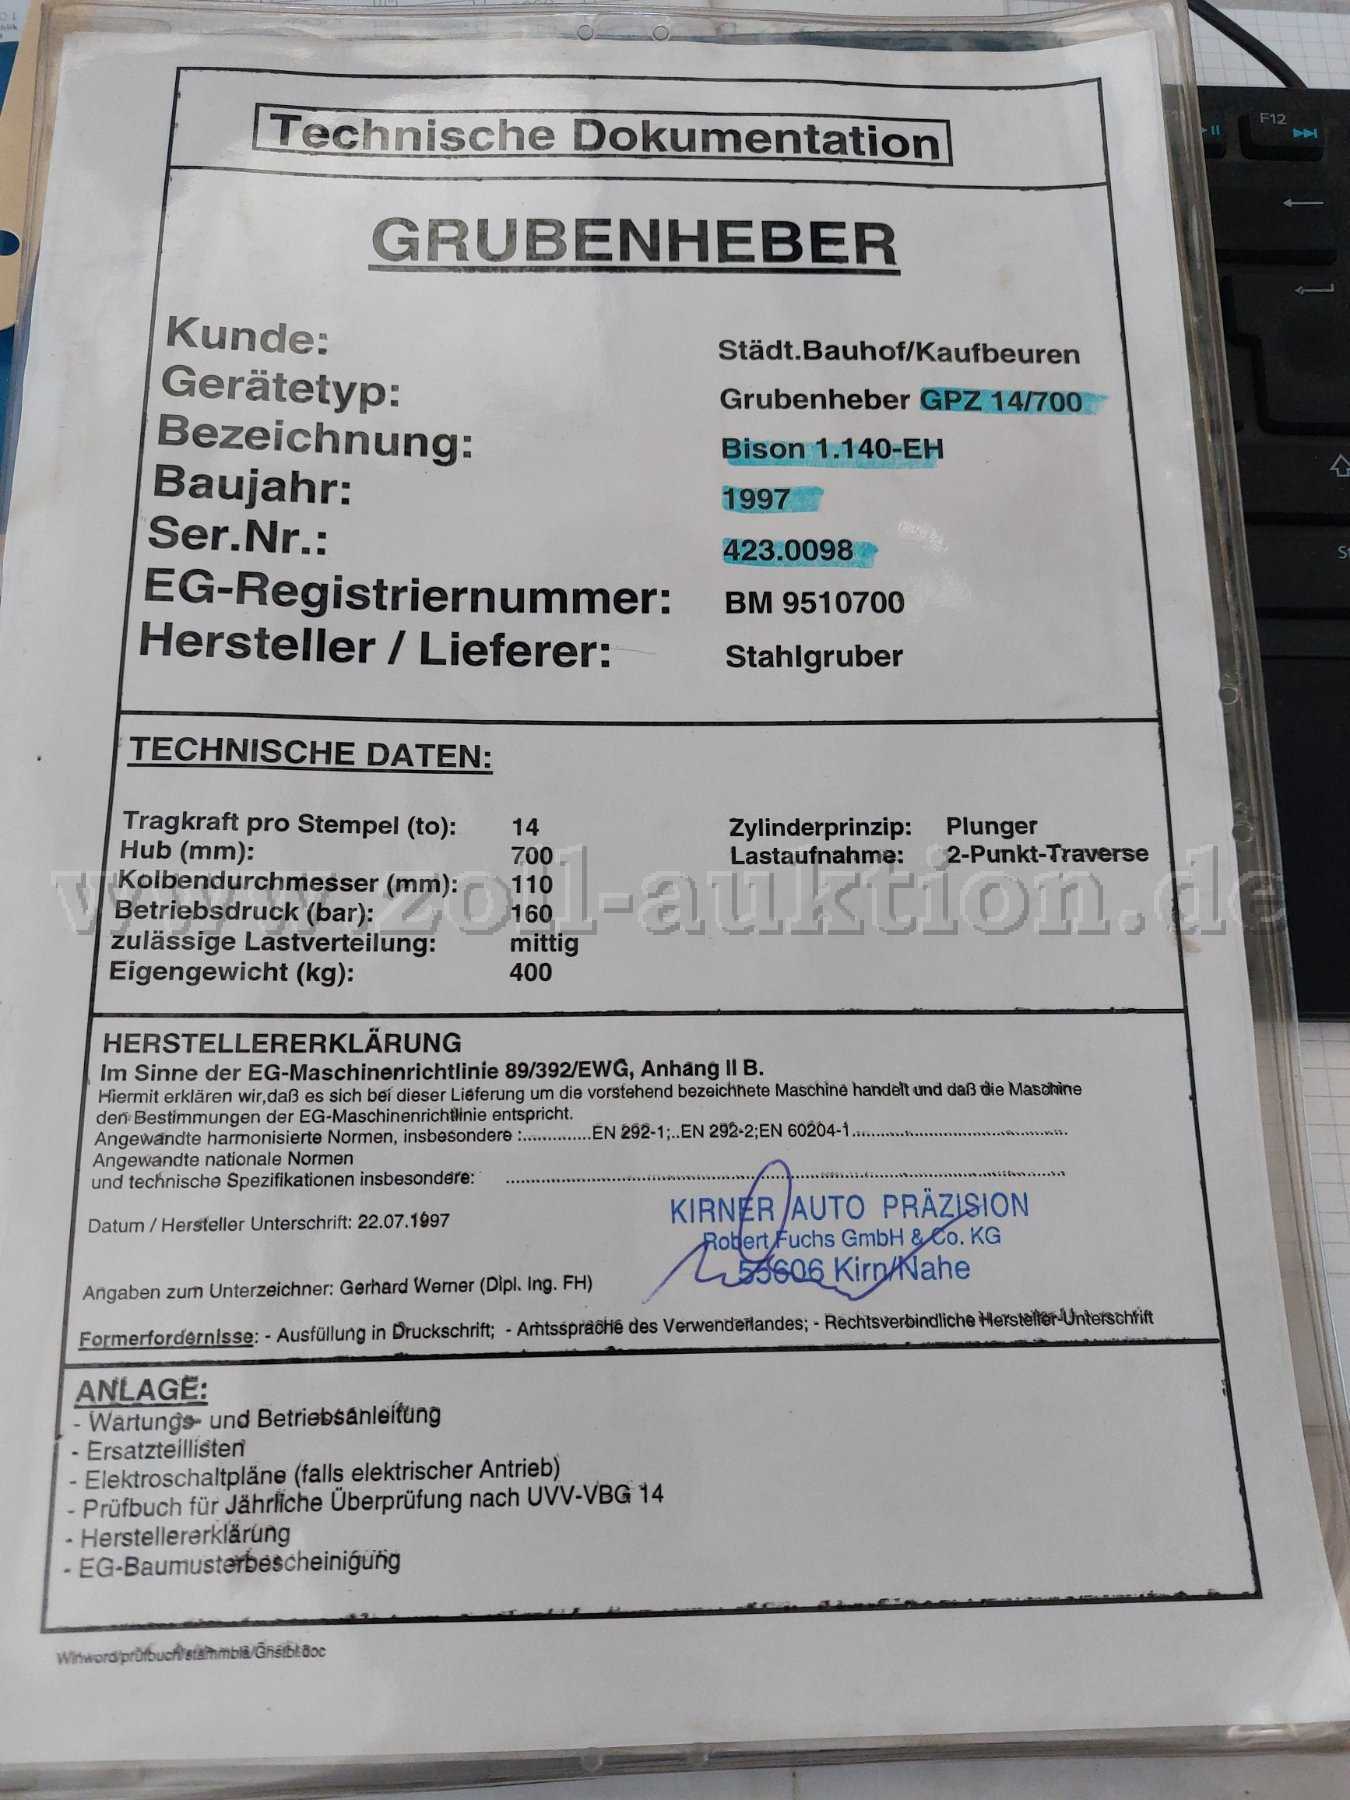 Technische Dokumentation
GRUBENHEBER
Kunde: Städt.Bauhof/Kaufbeuren
Gerätetyp: Grubenheber GPZ 14/700
Bezeichnung: Bison 1.140-EH
Baujahr: 1997
Ser.Nr.: 423.0098
EG-Registriernummer: BM 9510700
Hersteller / Lieferer: Stahlgruber
TECHNISCHE DATEN:
Tragkraft pro Stempel (to): 14 Zylinderprinzip: Plunger
Hub (mm): 700 Lastaufnahme: 2-Punkt-Traverse
Kolbendurchmesser (mm): 110
Betriebsdruck (bar): 160
zulässige Lastverteilung: mittig
Eigengewicht (kg): 400
www.zoll-auktion.de
HERSTELLERERKLÄRUNG
Im Sinne der EG-Maschinenrichtlinie 89/392/EWG, Anhang II B.
Hiermit erklären wir,daß es sich bei dieser Lieferung um die vorstehend bezeichnete Maschine handelt und daß die Maschine
den Bestimmungen der EG-Maschinenrichtlinie entspricht.
Angewandte harmonisierte Normen, insbesondere :..............EN 292-1;..EN 292-2;EN 60204-1..............................................
Angewandte nationale Normen
und technische Spezifikationen insbesondere: ..............................................................................................................
KIRNER AUTO PRÄZISION
Datum / Hersteller Unterschrift: 22.07.1997
Robert Fuchs GmbH & Co. KG
55606 Kirn/Nahe
Angaben zum Unterzeichner: Gerhard Werner (Dipl. Ing. FH)
Formerfordernisse: - Ausfüllung in Druckschrift; - Amtssprache des Verwenderlandes; - Rechtsverbindliche Hersteller-Unterschrift
ANLAGE:
- Wartungs- und Betriebsanleitung
- Ersatzteillisten
- Elektroschaltpläne (falls elektrischer Antrieb)
- Prüfbuch für Jährliche Überprüfung nach UVV-VBG 14
- Herstellererklärung
- EG-Baumusterbescheinigung
F12